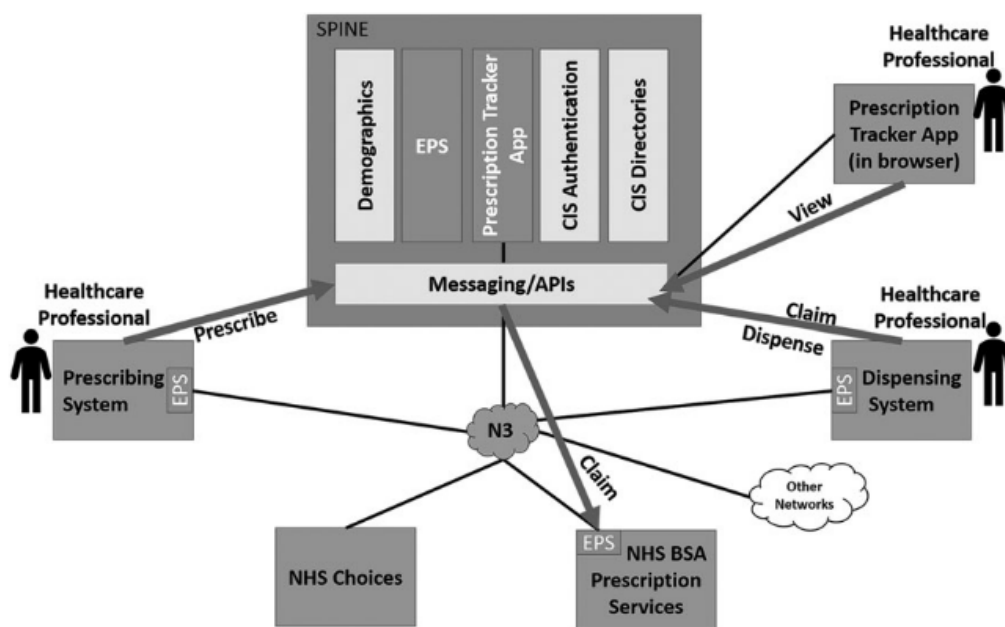 SPINE
Demographics
EPS
Prescription Tracker
App
CIS Authentication
CIS Directories
Messaging/APIs
Healthcare
Professional
Prescription
Tracker App
(in browser)
View
Healthcare
Professional
Prescribe
Prescribing
System
EPS
Claim
Dispense
Healthcare
Professional
EPS
Dispensing
System
N3
Claim
Other
Networks
NHS Choices
EPS
NHS BSA
Prescription
Services